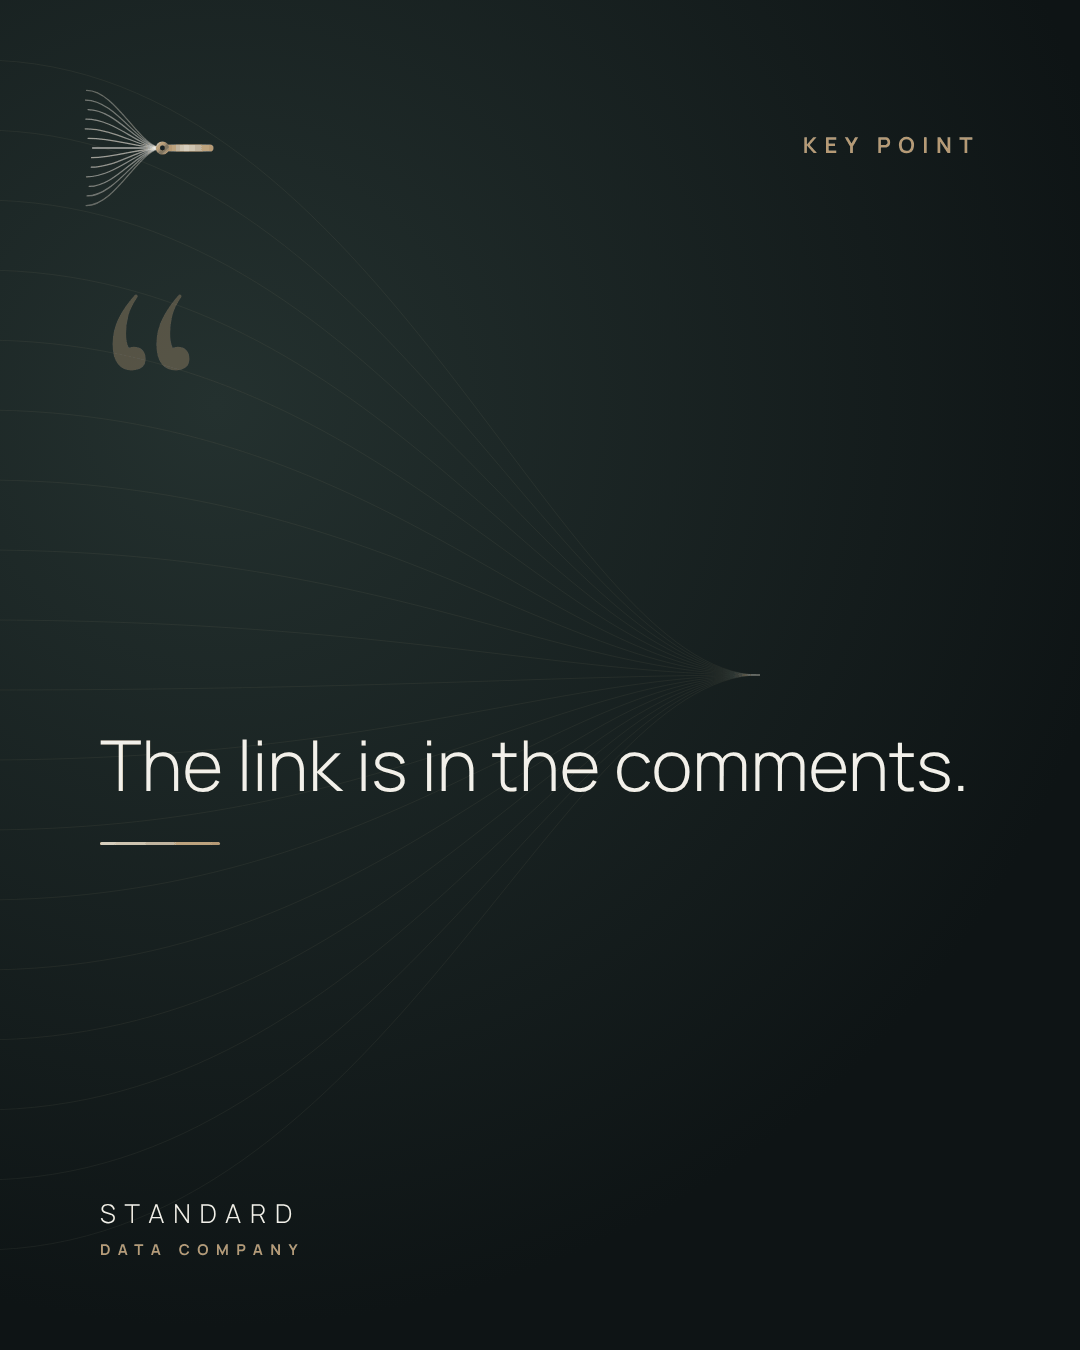 KEY POINT
“
The link is in the comments.
STANDARD
DATA COMPANY